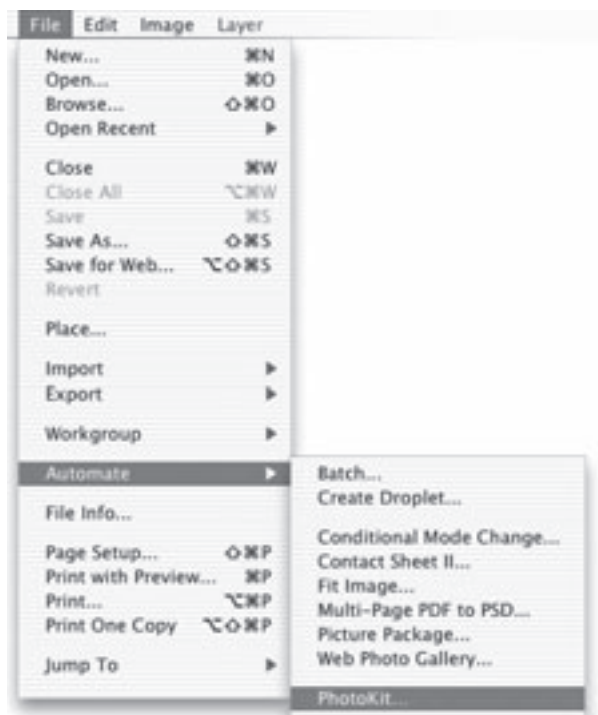 File Edit Image Layer
New... ⌘N
Open... ⌘O
Browse... ⇧⌘O
Open Recent ▶
Close ⌘W
Close All ⌥⌘W
Save ⌘S
Save As... ⇧⌘S
Save for Web... ⌥⇧⌘S
Revert
Place...
Import ▶
Export ▶
Workgroup ▶
Automate ▶
File Info...
Page Setup... ⇧⌘P
Print with Preview... ⌘P
Print... ⌥⌘P
Print One Copy ⌥⇧⌘P
Jump To ▶
Batch...
Create Droplet...
Conditional Mode Change...
Contact Sheet II...
Fit Image...
Multi-Page PDF to PSD...
Picture Package...
Web Photo Gallery...
PhotoKit...